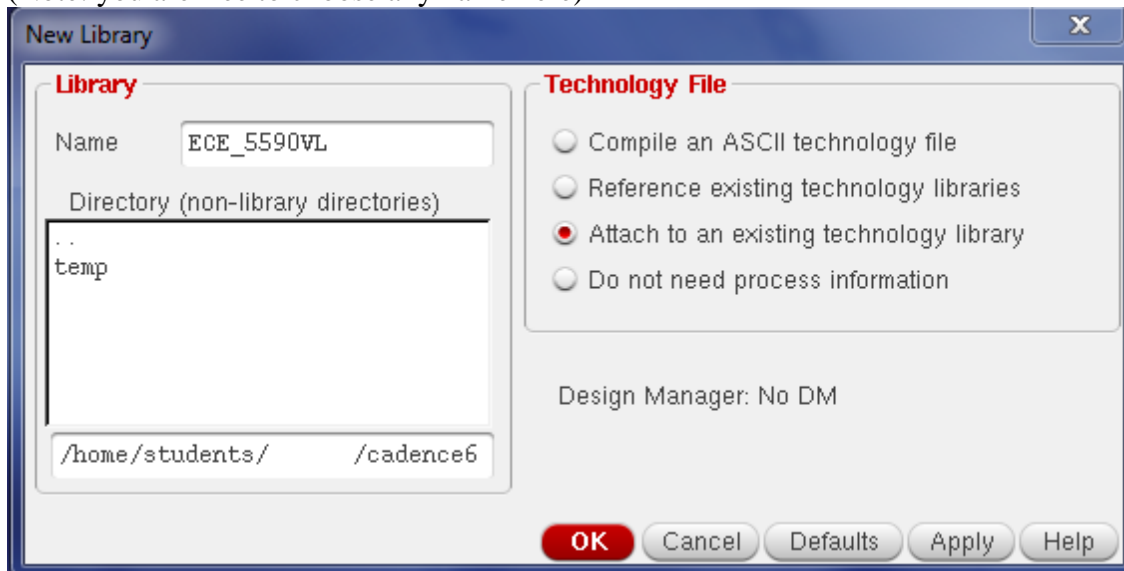 New Library
X
Library
Name ECE_5590VL
Directory (non-library directories)
..
temp
/home/students/ /cadence6
Technology File
Compile an ASCII technology file
Reference existing technology libraries
Attach to an existing technology library
Do not need process information
Design Manager: No DM
OK Cancel Defaults Apply Help